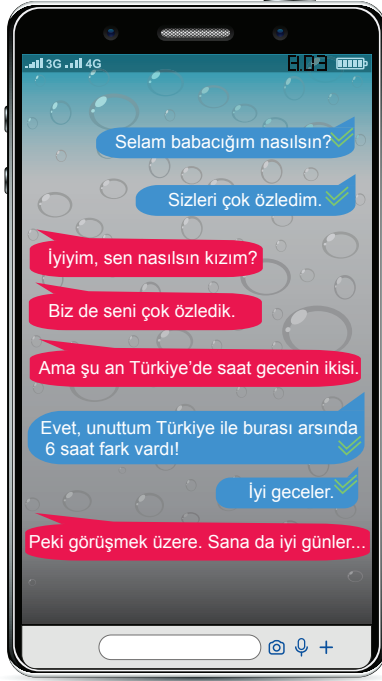 3G 4G 8.03
Selam babacığım nasılsın?
Sizleri çok özledim.
İyiyim, sen nasılsın kızım?
Biz de seni çok özledik.
Ama şu an Türkiye’de saat gecenin ikisi.
Evet, unuttum Türkiye ile burası arsında
6 saat fark vardı!
İyi geceler.
Peki görüşmek üzere. Sana da iyi günler...